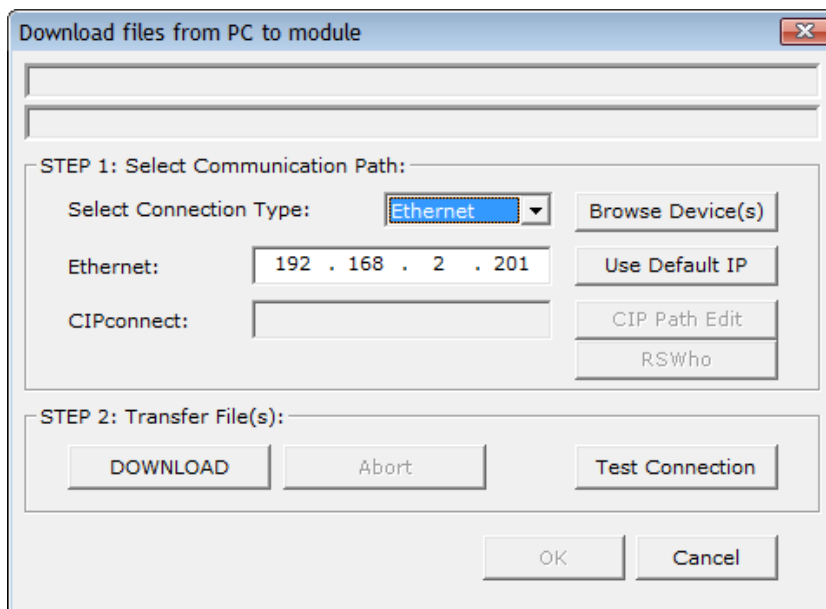 Download files from PC to module
STEP 1: Select Communication Path:
Select Connection Type: Ethernet Browse Device(s)
Ethernet: 192 . 168 . 2 . 201 Use Default IP
CIPconnect: CIP Path Edit
RSWho
STEP 2: Transfer File(s):
DOWNLOAD Abort Test Connection
OK Cancel